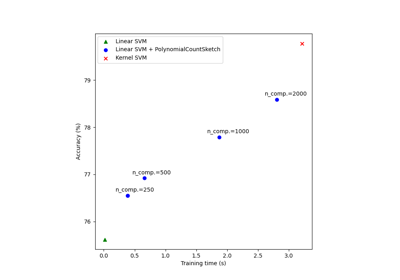 Linear SVM
Linear SVM + PolynomialCountSketch
Kernel SVM
n_comp.=2000
79
n_comp.=1000
78
Accuracy (%)
n_comp.=500
77
n_comp.=250
76
0.0 0.5 1.0 1.5 2.0 2.5 3.0
Training time (s)